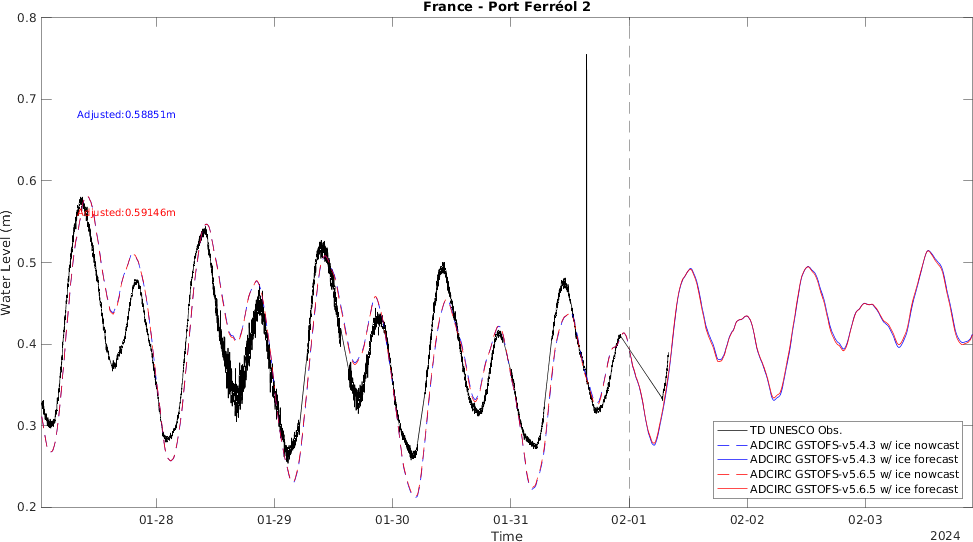 France - Port Ferréol 2
0.8
0.7
0.6
0.5
0.4
0.3
0.2
Water Level (m)
Adjusted:0.58851m
Adjusted:0.59146m
TD UNESCO Obs.
ADCIRC GSTOFS-v5.4.3 w/ ice nowcast
ADCIRC GSTOFS-v5.4.3 w/ ice forecast
ADCIRC GSTOFS-v5.6.5 w/ ice nowcast
ADCIRC GSTOFS-v5.6.5 w/ ice forecast
01-28 01-29 01-30 01-31 02-01 02-02 02-03
Time
2024